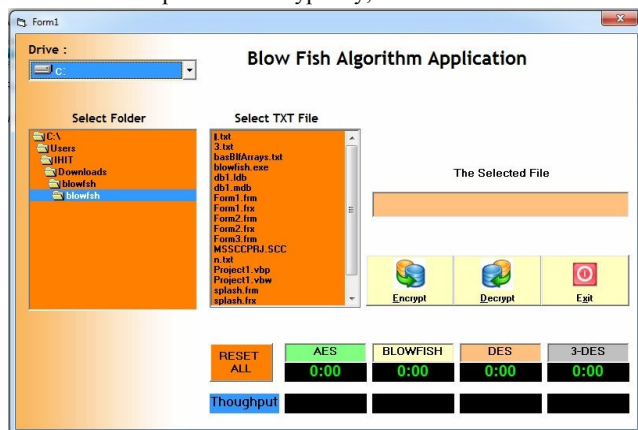 Form1
Drive :
c:
Blow Fish Algorithm Application
Select Folder
Select TXT File
C:\
Users
IHIT
Downloads
blowfsh
blowfsh
1.txt
3.txt
basBlfArrays.txt
blowfish.exe
db1.ldb
db1.mdb
Form1.frm
Form1.frx
Form2.frm
Form2.frx
Form3.frm
MSSCCPRJ.SCC
n.txt
Project1.vbp
Project1.vbw
splash.frm
splash.frx
The Selected File
Encrypt
Decrypt
Exit
RESET
ALL
AES
BLOWFISH
DES
3-DES
0:00
0:00
0:00
0:00
Thoughput